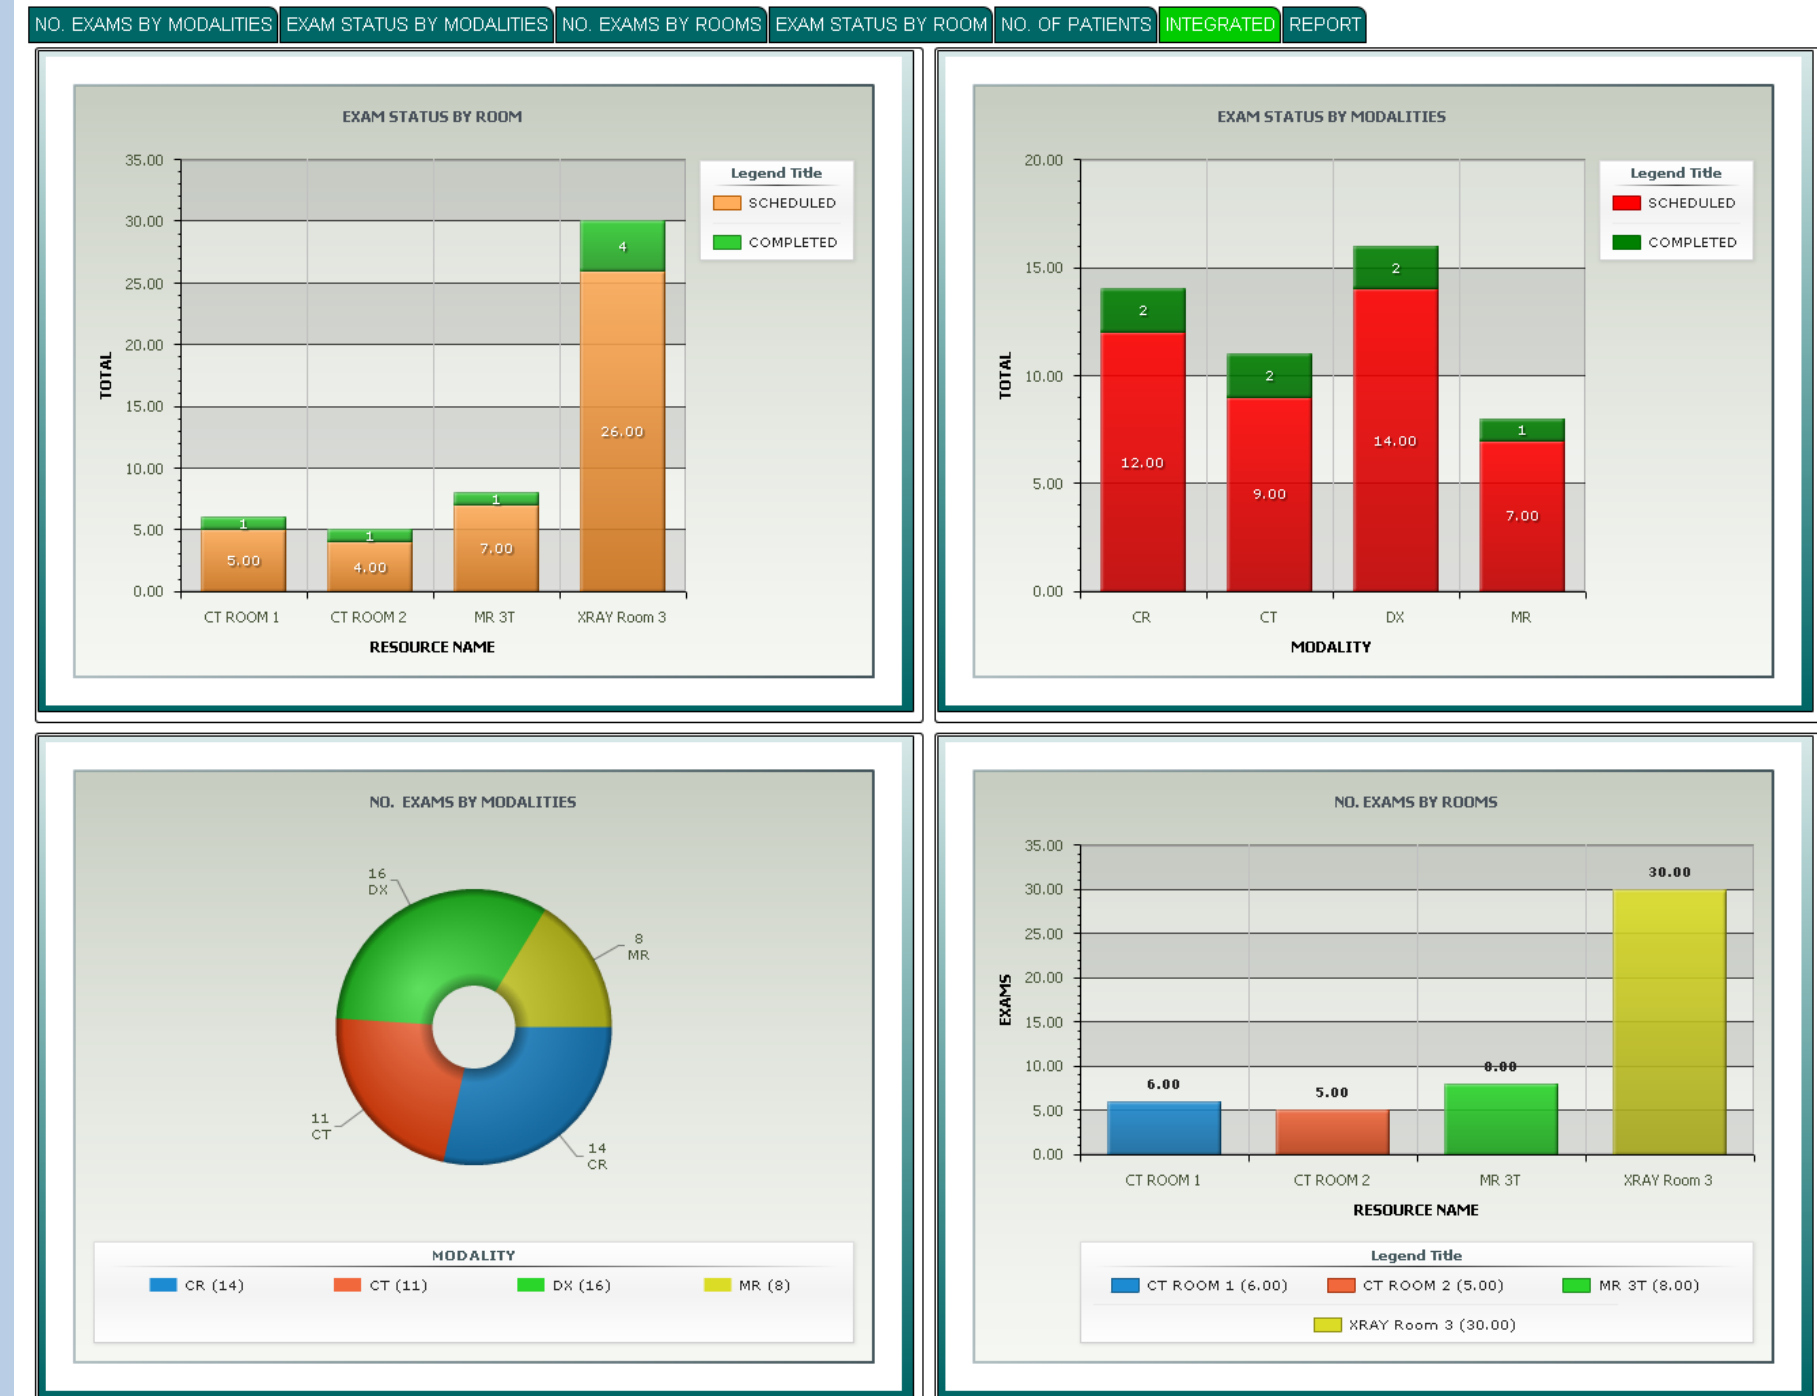 NO. EXAMS BY MODALITIES EXAM STATUS BY MODALITIES NO. EXAMS BY ROOMS EXAM STATUS BY ROOM NO. OF PATIENTS INTEGRATED REPORT
EXAM STATUS BY ROOM
35.00
30.00
25.00
20.00
15.00
10.00
5.00
0.00
TOTAL
1
5.00
1
4.00
1
7.00
4
26.00
CT ROOM 1 CT ROOM 2 MR 3T XRAY Room 3
RESOURCE NAME
Legend Title
SCHEDULED
COMPLETED
EXAM STATUS BY MODALITIES
20.00
15.00
10.00
5.00
0.00
TOTAL
2
12.00
2
9.00
2
14.00
1
7.00
CR CT DX MR
MODALITY
Legend Title
SCHEDULED
COMPLETED
NO. EXAMS BY MODALITIES
16
DX
8
MR
11
CT
14
CR
MODALITY
CR (14) CT (11) DX (16) MR (8)
NO. EXAMS BY ROOMS
35.00
30.00
25.00
20.00
15.00
10.00
5.00
0.00
EXAMS
6.00
5.00
8.00
30.00
CT ROOM 1 CT ROOM 2 MR 3T XRAY Room 3
RESOURCE NAME
Legend Title
CT ROOM 1 (6.00) CT ROOM 2 (5.00) MR 3T (8.00)
XRAY Room 3 (30.00)